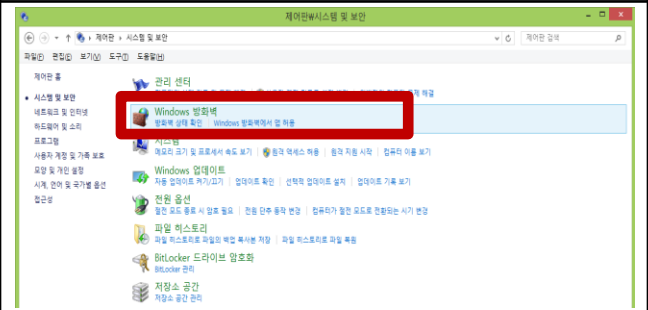 제어판₩시스템 및 보안
제어판 › 시스템 및 보안
제어판 검색
파일(F) 편집(E) 보기(V) 도구(T) 도움말(H)
제어판 홈
시스템 및 보안
네트워크 및 인터넷
하드웨어 및 소리
프로그램
사용자 계정 및 가족 보호
모양 및 개인 설정
시계, 언어 및 국가별 옵션
접근성
관리 센터
해결
Windows 방화벽
방화벽 상태 확인 | Windows 방화벽에서 앱 허용
시스템
메모리 크기 및 프로세서 속도 보기 | 원격 액세스 허용 | 원격 지원 시작 | 컴퓨터 이름 보기
Windows 업데이트
자동 업데이트 켜기/끄기 | 업데이트 확인 | 선택적 업데이트 설치 | 업데이트 기록 보기
전원 옵션
절전 모드 종료 시 암호 필요 | 전원 단추 동작 변경 | 컴퓨터가 절전 모드로 전환되는 시기 변경
파일 히스토리
파일 히스토리로 파일의 백업 복사본 저장 | 파일 히스토리로 파일 복원
BitLocker 드라이브 암호화
BitLocker 관리
저장소 공간
저장소 공간 관리